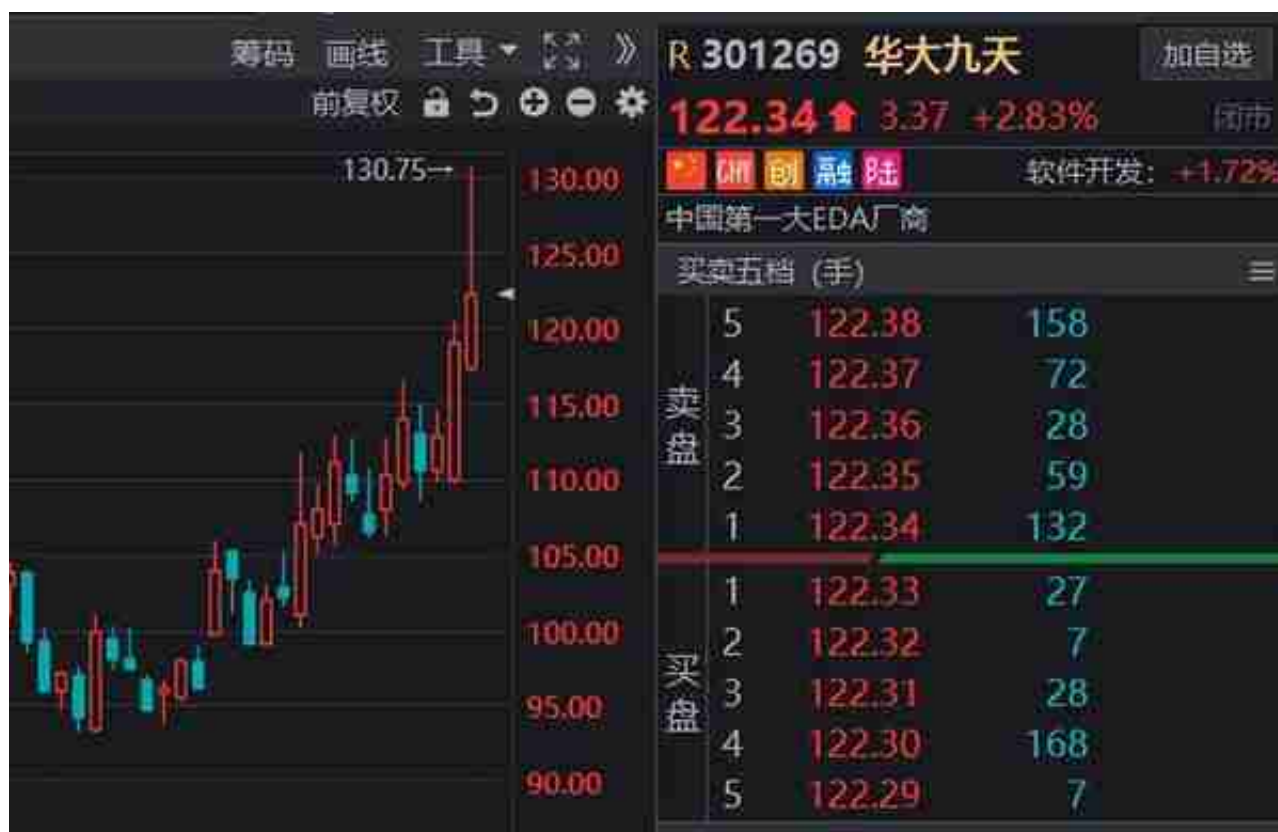 筹码 画线 工具
前复权
130.75→
130.00
125.00
120.00
115.00
110.00
105.00
100.00
95.00
90.00
R 301269 华大九天 加自选
122.34 3.37 +2.83% 闭市
CHY 创 融 陆 软件开发: +1.72%
中国第一大EDA厂商
买卖五档 (手)
卖盘
5 122.38 158
4 122.37 72
3 122.36 28
2 122.35 59
1 122.34 132
买盘
1 122.33 27
2 122.32 7
3 122.31 28
4 122.30 168
5 122.29 7